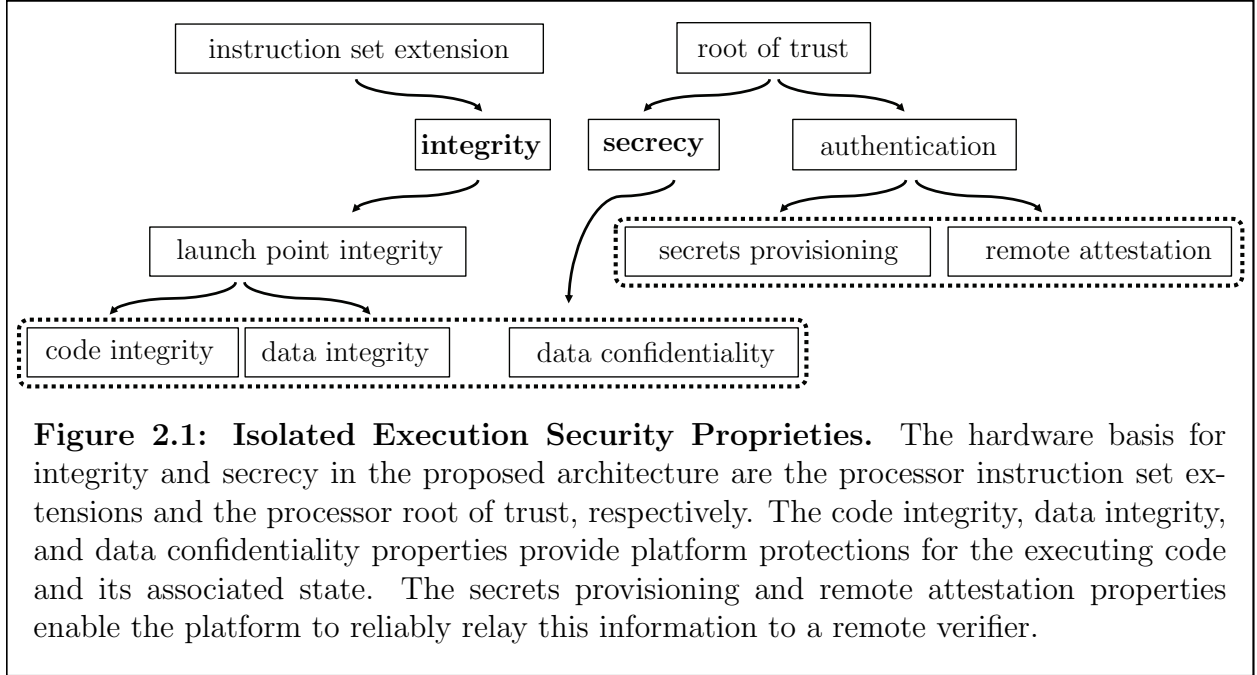 instruction set extension
root of trust
integrity
secrecy
authentication
launch point integrity
secrets provisioning
remote attestation
code integrity
data integrity
data confidentiality
Figure 2.1: Isolated Execution Security Proprieties. The hardware basis for
integrity and secrecy in the proposed architecture are the processor instruction set ex-
tensions and the processor root of trust, respectively. The code integrity, data integrity,
and data confidentiality properties provide platform protections for the executing code
and its associated state. The secrets provisioning and remote attestation properties
enable the platform to reliably relay this information to a remote verifier.